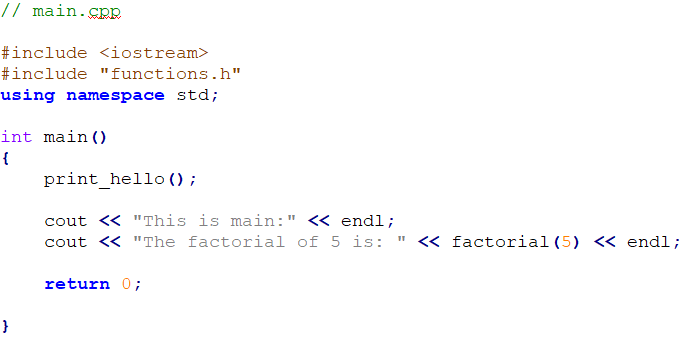 // main.cpp
#include <iostream>
#include "functions.h"
using namespace std;
int main()
{
print_hello();
cout << "This is main:" << endl;
cout << "The factorial of 5 is: " << factorial(5) << endl;
return 0;
}